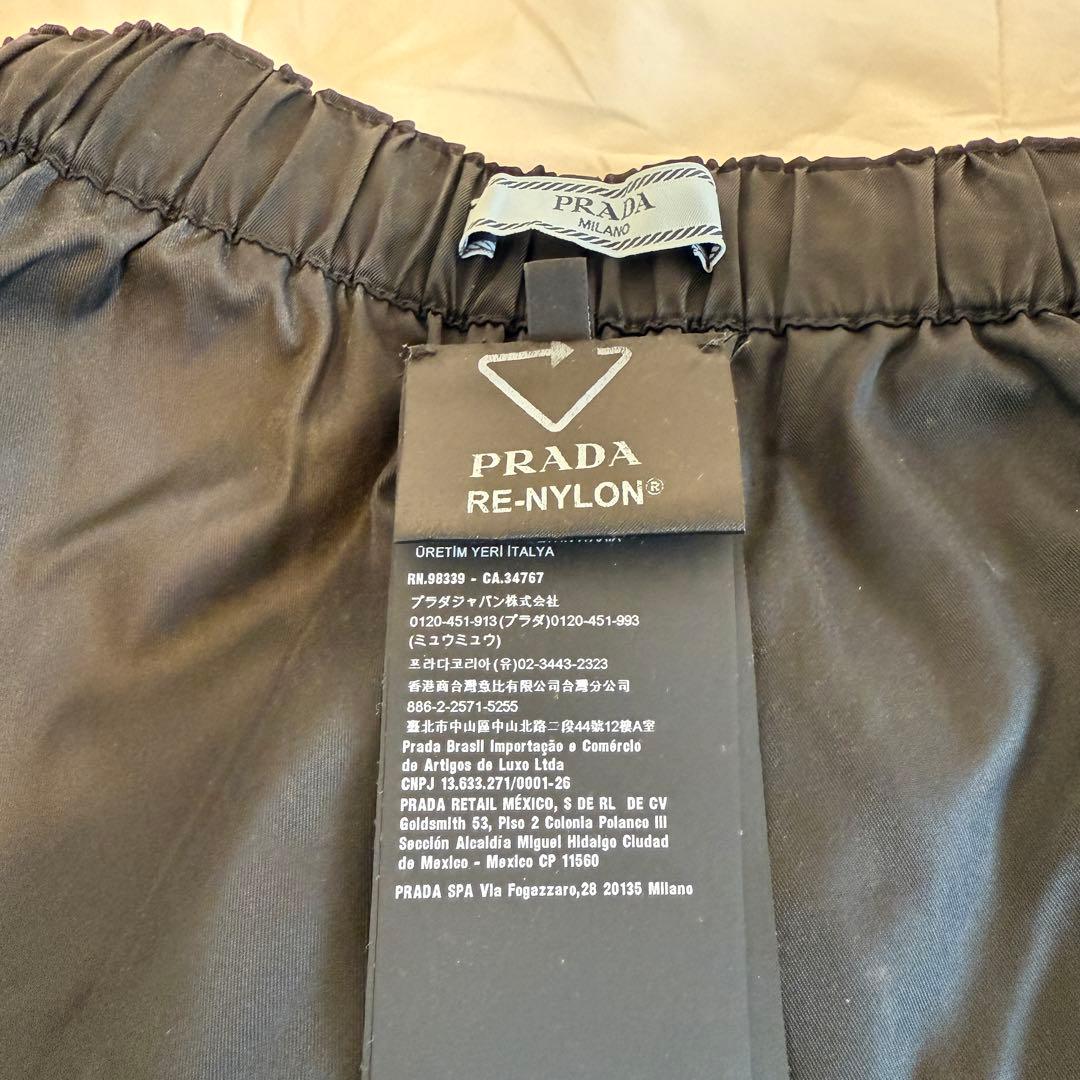 PRADA
MILANO
PRADA
RE-NYLON®
ÜRETİM YERİ İTALYA
RN.98339 - CA.34767
プラダジャパン株式会社
0120-451-913(プラダ)0120-451-993
(ミュウミュウ)
프라다코리아(유)02-3443-2323
香港商台灣意比有限公司台灣分公司
886-2-2571-5255
臺北市中山區中山北路二段44號12樓A室
Prada Brasil Importação e Comércio
de Artigos de Luxo Ltda
CNPJ 13.633.271/0001-26
PRADA RETAIL MÉXICO, S DE RL DE CV
Goldsmith 53, Piso 2 Colonia Polanco III
Sección Alcaldía Miguel Hidalgo Ciudad
de Mexico - Mexico CP 11560
PRADA SPA Via Fogazzaro,28 20135 Milano